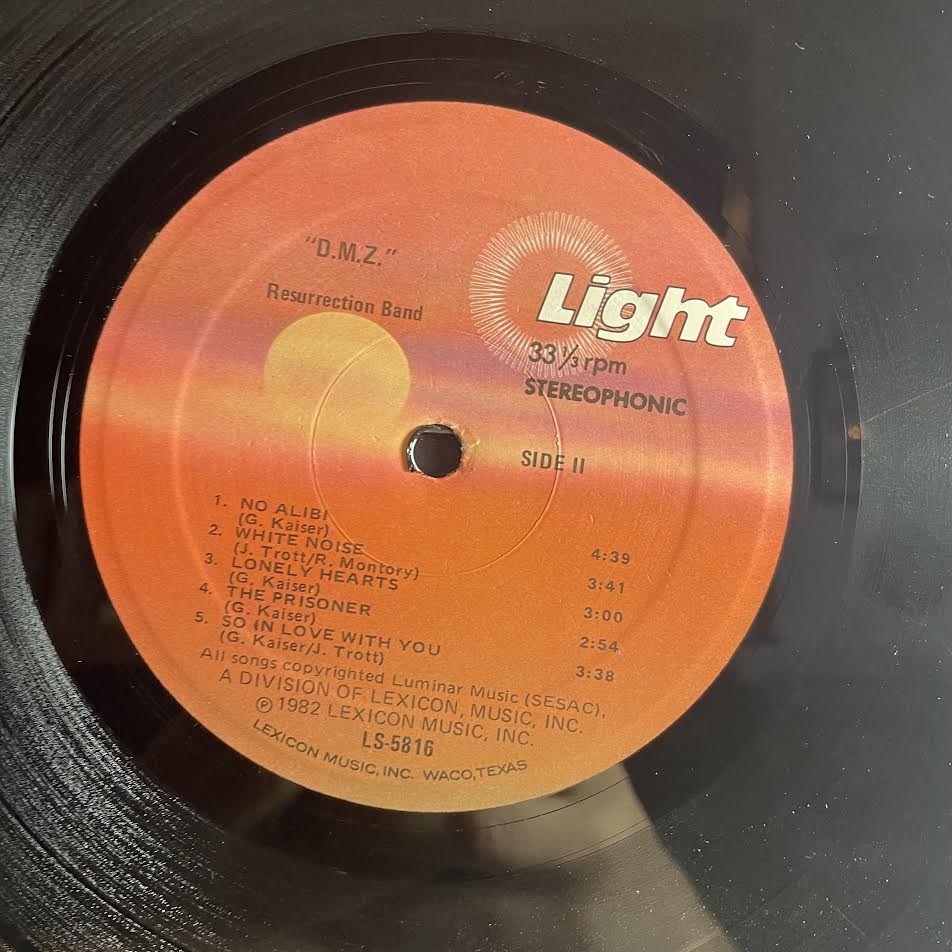 "D.M.Z."
Resurrection Band
Light
33⅓ rpm
STEREOPHONIC
SIDE II
1. NO ALIBI 4:39
(G. Kaiser)
2. WHITE NOISE 3:41
(J. Trott/R. Montory)
3. LONELY HEARTS 3:00
(G. Kaiser)
4. THE PRISONER 2:54
(G. Kaiser)
5. SO IN LOVE WITH YOU 3:38
(G. Kaiser/J. Trott)
All songs copyrighted Luminar Music (SESAC),
A DIVISION OF LEXICON, MUSIC, INC.
℗ 1982 LEXICON MUSIC, INC.
LS-5816
LEXICON MUSIC, INC. WACO, TEXAS